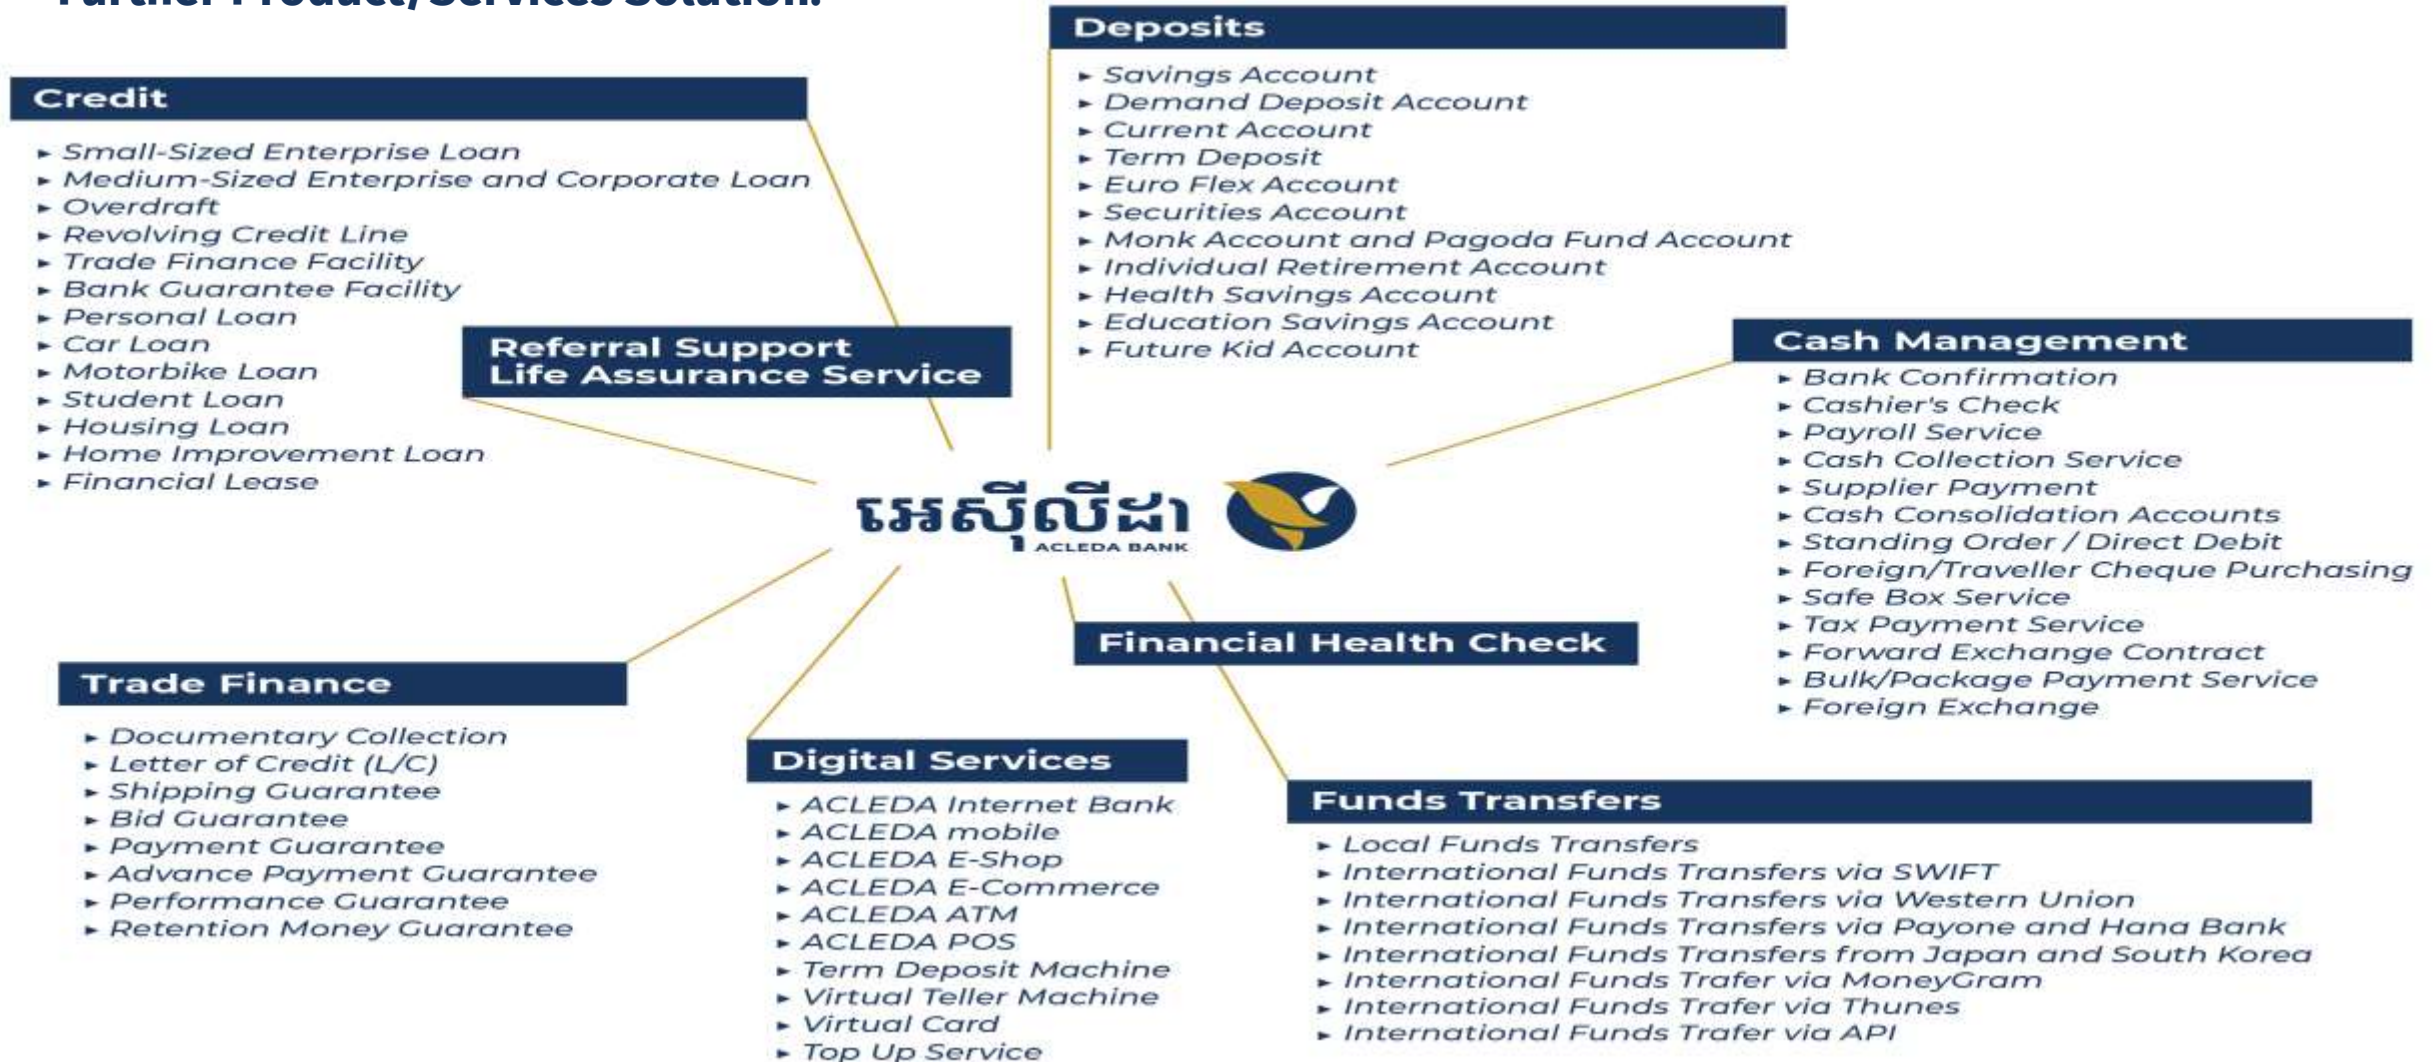 Further Product/Services Solution:
Credit
▸ Small-Sized Enterprise Loan
▸ Medium-Sized Enterprise and Corporate Loan
▸ Overdraft
▸ Revolving Credit Line
▸ Trade Finance Facility
▸ Bank Guarantee Facility
▸ Personal Loan
▸ Car Loan
▸ Motorbike Loan
▸ Student Loan
▸ Housing Loan
▸ Home Improvement Loan
▸ Financial Lease
Referral Support
Life Assurance Service
Deposits
▸ Savings Account
▸ Demand Deposit Account
▸ Current Account
▸ Term Deposit
▸ Euro Flex Account
▸ Securities Account
▸ Monk Account and Pagoda Fund Account
▸ Individual Retirement Account
▸ Health Savings Account
▸ Education Savings Account
▸ Future Kid Account
Cash Management
▸ Bank Confirmation
▸ Cashier's Check
▸ Payroll Service
▸ Cash Collection Service
▸ Supplier Payment
▸ Cash Consolidation Accounts
▸ Standing Order / Direct Debit
▸ Foreign/Traveller Cheque Purchasing
▸ Safe Box Service
▸ Tax Payment Service
▸ Forward Exchange Contract
▸ Bulk/Package Payment Service
▸ Foreign Exchange
អេស៊ីលីដា
ACLEDA BANK
Trade Finance
▸ Documentary Collection
▸ Letter of Credit (L/C)
▸ Shipping Guarantee
▸ Bid Guarantee
▸ Payment Guarantee
▸ Advance Payment Guarantee
▸ Performance Guarantee
▸ Retention Money Guarantee
Digital Services
▸ ACLEDA Internet Bank
▸ ACLEDA mobile
▸ ACLEDA E-Shop
▸ ACLEDA E-Commerce
▸ ACLEDA ATM
▸ ACLEDA POS
▸ Term Deposit Machine
▸ Virtual Teller Machine
▸ Virtual Card
▸ Top Up Service
Financial Health Check
Funds Transfers
▸ Local Funds Transfers
▸ International Funds Transfers via SWIFT
▸ International Funds Transfers via Western Union
▸ International Funds Transfers via Payone and Hana Bank
▸ International Funds Transfers from Japan and South Korea
▸ International Funds Trafer via MoneyGram
▸ International Funds Trafer via Thunes
▸ International Funds Trafer via API